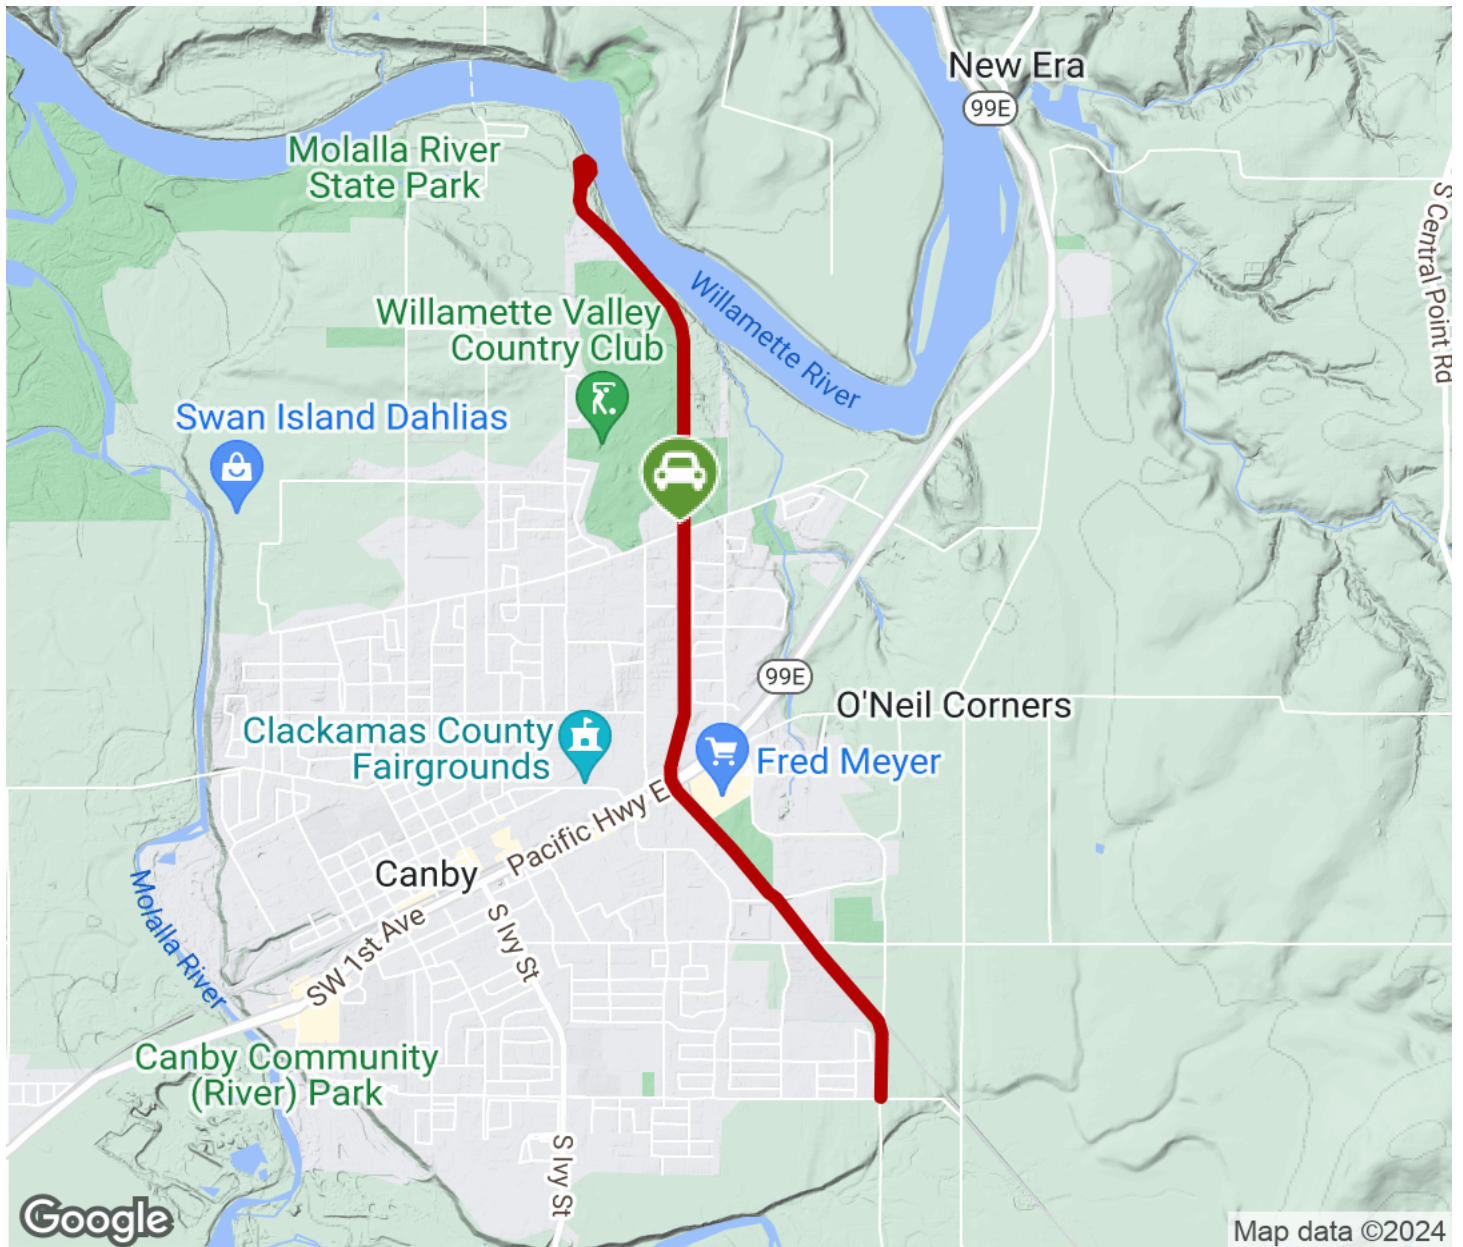 New Era
99E
Molalla River
State Park
S Central Point Rd
Willamette River
Willamette Valley
Country Club
Swan Island Dahlias
99E
O'Neil Corners
Clackamas County
Fairgrounds
Fred Meyer
Pacific Hwy E
Canby
Molalla River
SW 1st Ave
S Ivy St
Canby Community
(River) Park
S Ivy St
Google
Map data ©2024